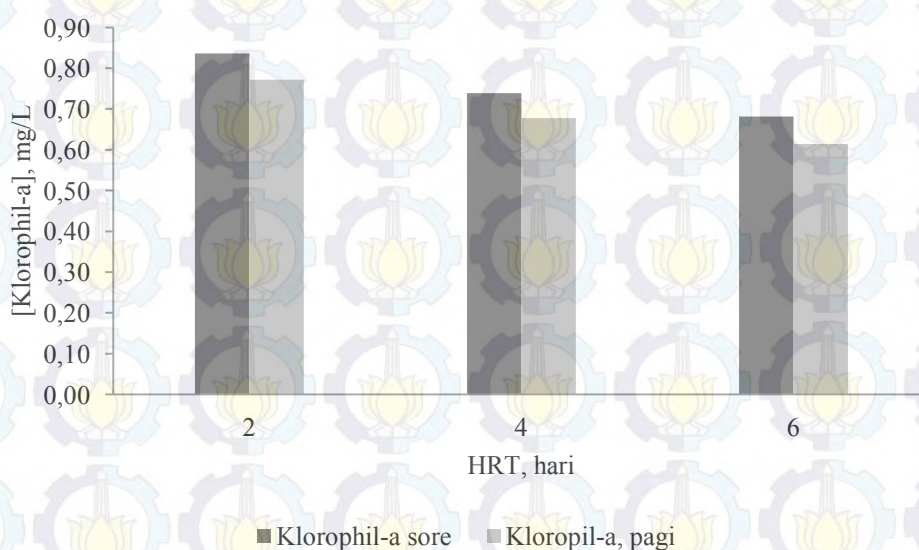 [Klorophil-a], mg/L
0,90
0,80
0,70
0,60
0,50
0,40
0,30
0,20
0,10
0,00
2 4 6
HRT, hari
Klorophil-a sore Kloropil-a, pagi